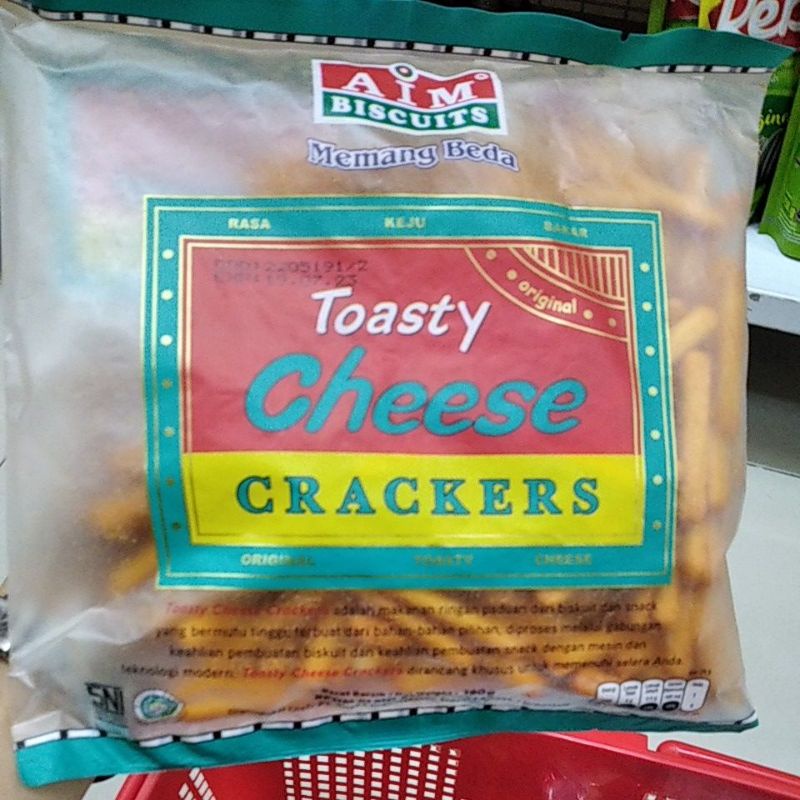 AIM
BISCUITS
Memang Beda
RASA KEJU BAKAR
2205191/2
original
Toasty
Cheese
CRACKERS
ORIGINAL TOASTY CHEESE
Toasty Cheese Crackers adalah makanan ringan paduan dari biskuit dan snack
yang bermutu tinggi, terbuat dari bahan-bahan pilihan, diproses melalui gabungan
keahlian pembuatan biskuit dan keahlian pembuatan snack dengan mesin dan
teknologi modern. Toasty Cheese Crackers dirancang khusus untuk memenuhi selera Anda.
SNI